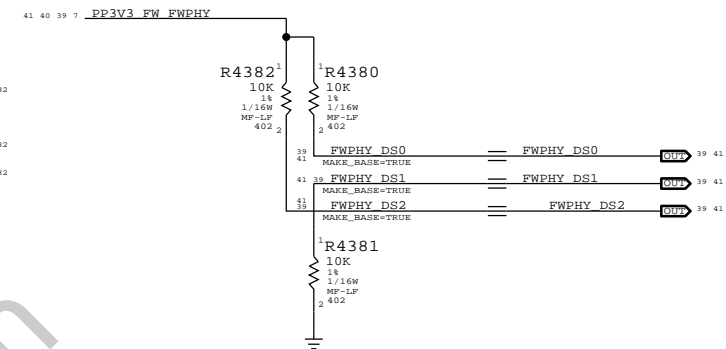 41 40 39 7 PP3V3_FW_FWPHY
R4382 1
10K
1%
1/16W
MF-LF
402 2
1 R4380
10K
1%
1/16W
MF-LF
2 402
39 41 FWPHY_DS0 FWPHY_DS0 OUT 39 41
MAKE_BASE=TRUE
41 39 FWPHY_DS1 FWPHY_DS1 OUT 39 41
MAKE_BASE=TRUE
41 39 FWPHY_DS2 FWPHY_DS2 OUT 39 41
MAKE_BASE=TRUE
1 R4381
10K
1%
1/16W
MF-LF
2 402